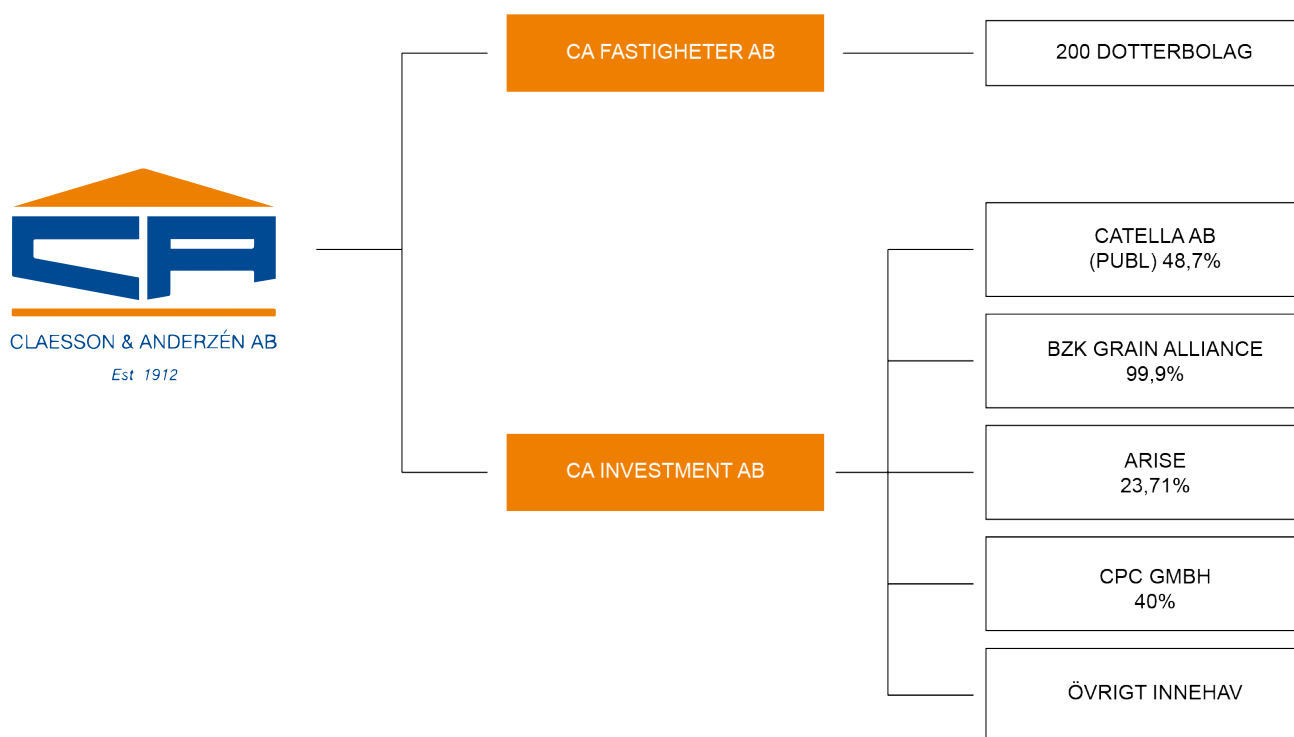 CA FASTIGHETER AB
200 DOTTERBOLAG
CA
CLAESSON & ANDERZÉN AB
Est 1912
CATELLA AB
(PUBL) 48,7%
BZK GRAIN ALLIANCE
99,9%
CA INVESTMENT AB
ARISE
23,71%
CPC GMBH
40%
ÖVRIGT INNEHAV